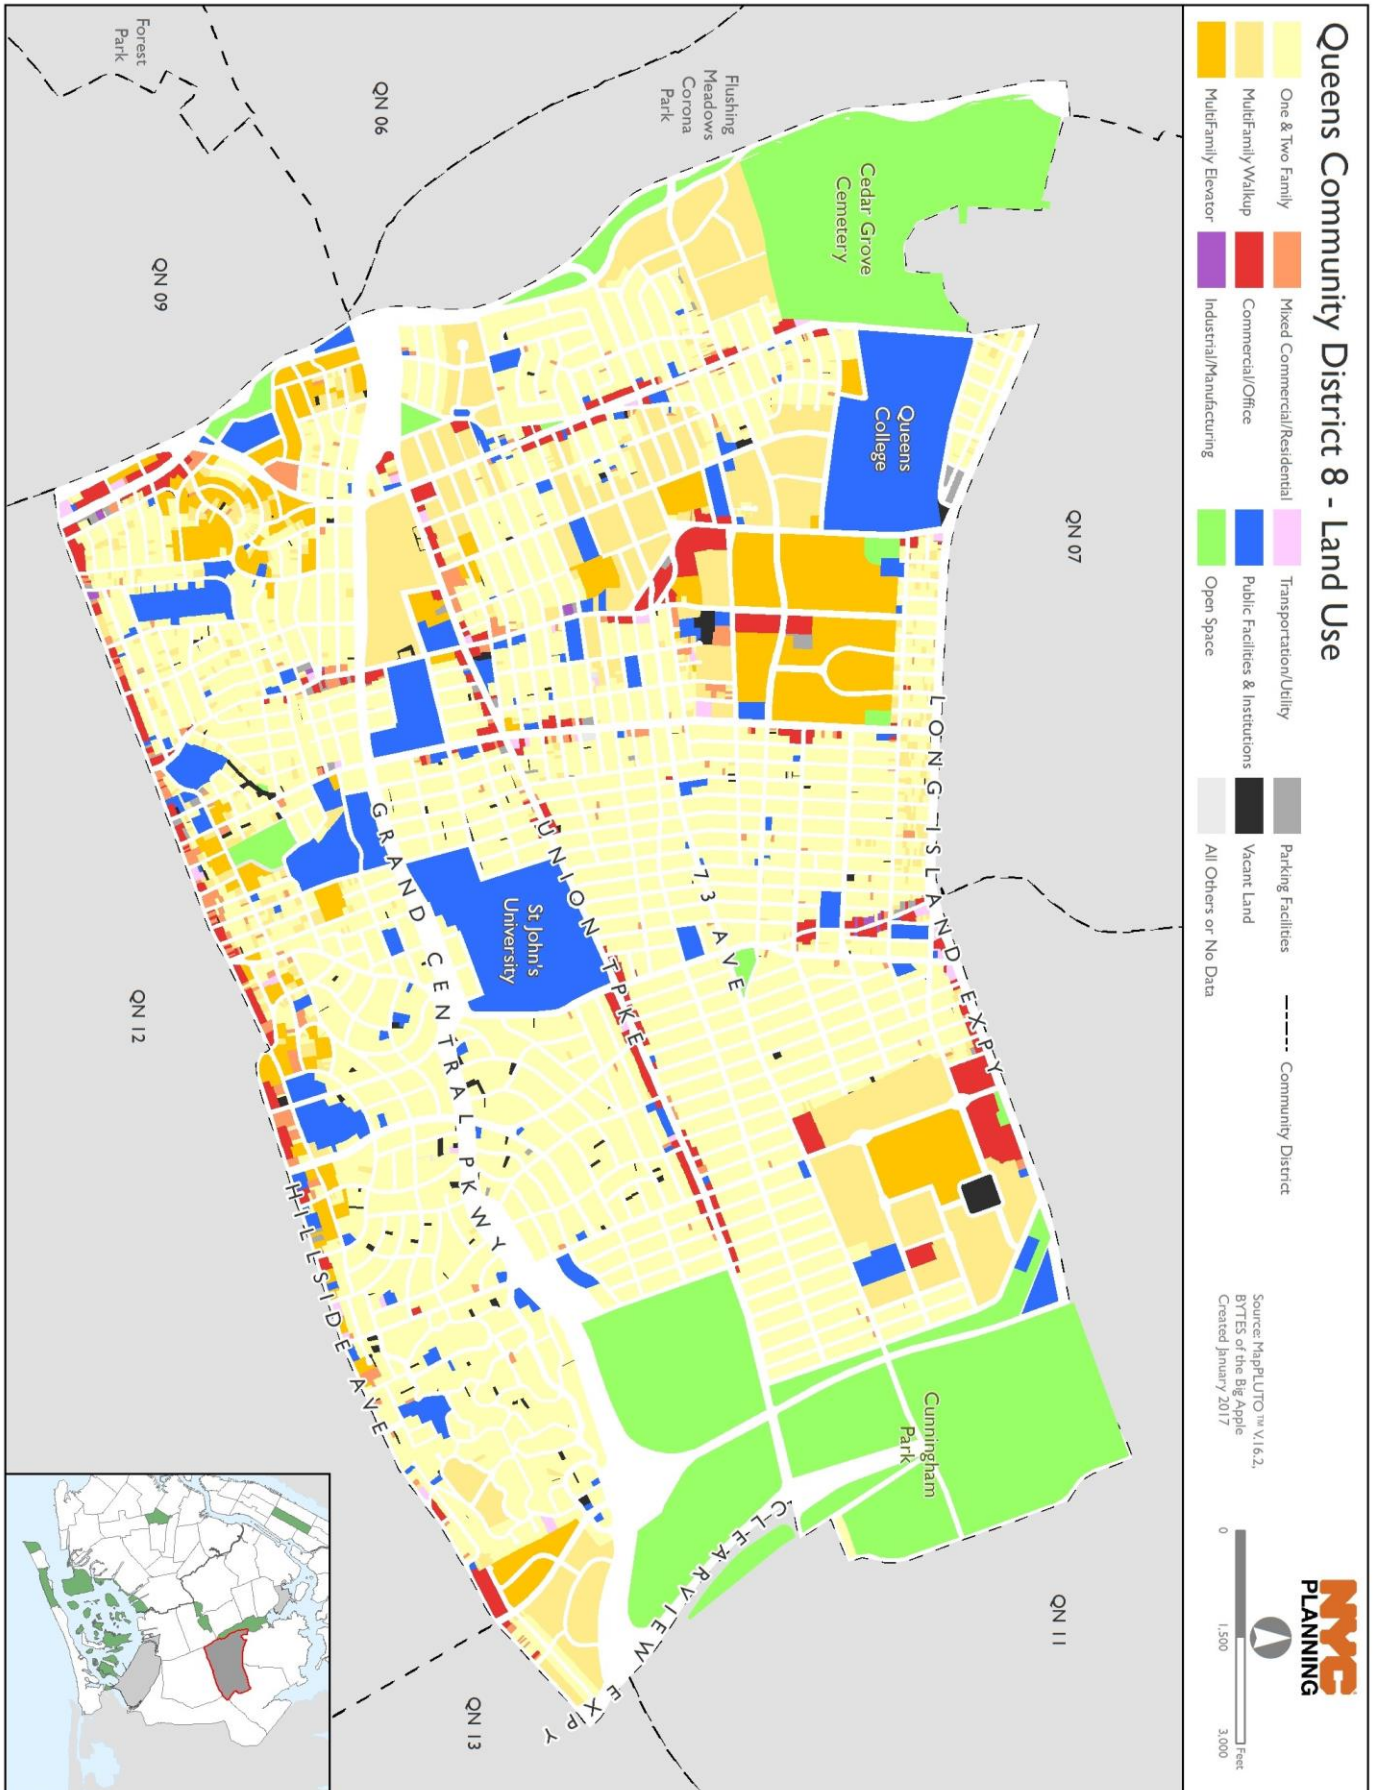 Queens Community District 8 - Land Use
One & Two Family
MultiFamily Walkup
MultiFamily Elevator
Mixed Commercial/Residential
Commercial/Office
Industrial/Manufacturing
Transportation/Utility
Public Facilities & Institutions
Open Space
Parking Facilities
Vacant Land
All Others or No Data
Community District
Source: MapPLUTO™ V.16.2,
BYTES of the Big Apple
Created January 2017
NYC
PLANNING
0
1,500
3,000
Feet
Forest
Park
QN 06
Flushing
Meadows
Corona
Park
Cedar Grove
Cemetery
QN 09
Queens
College
QN 07
LONG ISLAND EXPY
GRAND CENTRAL PKWY
UNION TPKE
73 AVE
St John's
University
QN 12
HILLSIDE AVE
Cunningham
Park
CLEARVIEW EXPY
QN 11
QN 13